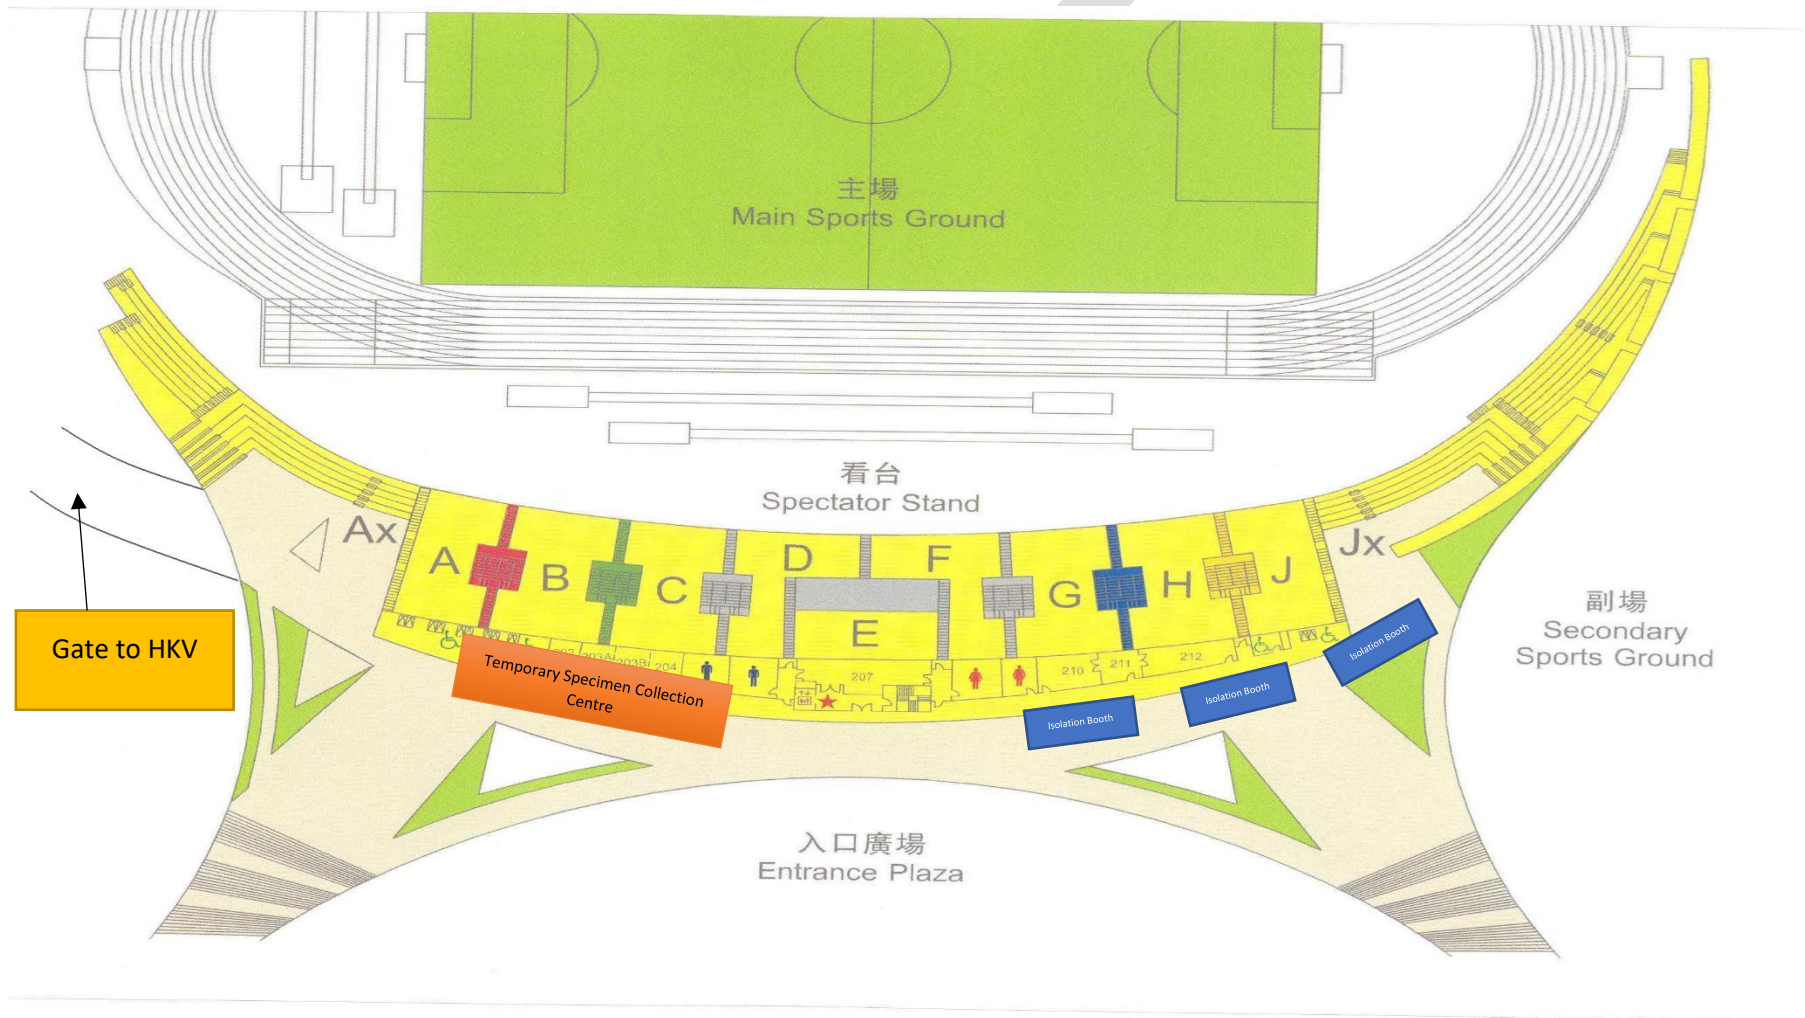 主場
Main Sports Ground
看台
Spectator Stand
Ax
A
B
C
D
E
F
G
H
J
Jx
Gate to HKV
Temporary Specimen Collection
Centre
203A
203B
204
207
210
211
212
Isolation Booth
Isolation Booth
Isolation Booth
副場
Secondary
Sports Ground
入口廣場
Entrance Plaza